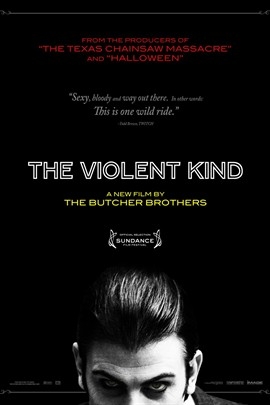 FROM THE PRODUCERS OF
"THE TEXAS CHAINSAW MASSACRE"
AND "HALLOWEEN"
"Sexy, bloody and way out there. In other words:
This is one wild ride."
THE VIOLENT KIND
A NEW FILM BY
THE BUTCHER BROTHERS
OFFICIAL SELECTION
SUNDANCE
FILM FESTIVAL